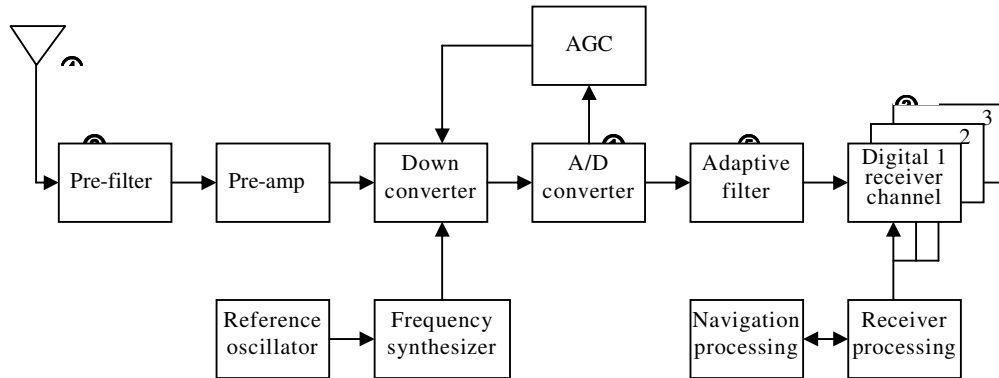 AGC
3
2
Pre-filter
Pre-amp
Down
converter
A/D
converter
Adaptive
filter
Digital 1
receiver
channel
Reference
oscillator
Frequency
synthesizer
Navigation
processing
Receiver
processing